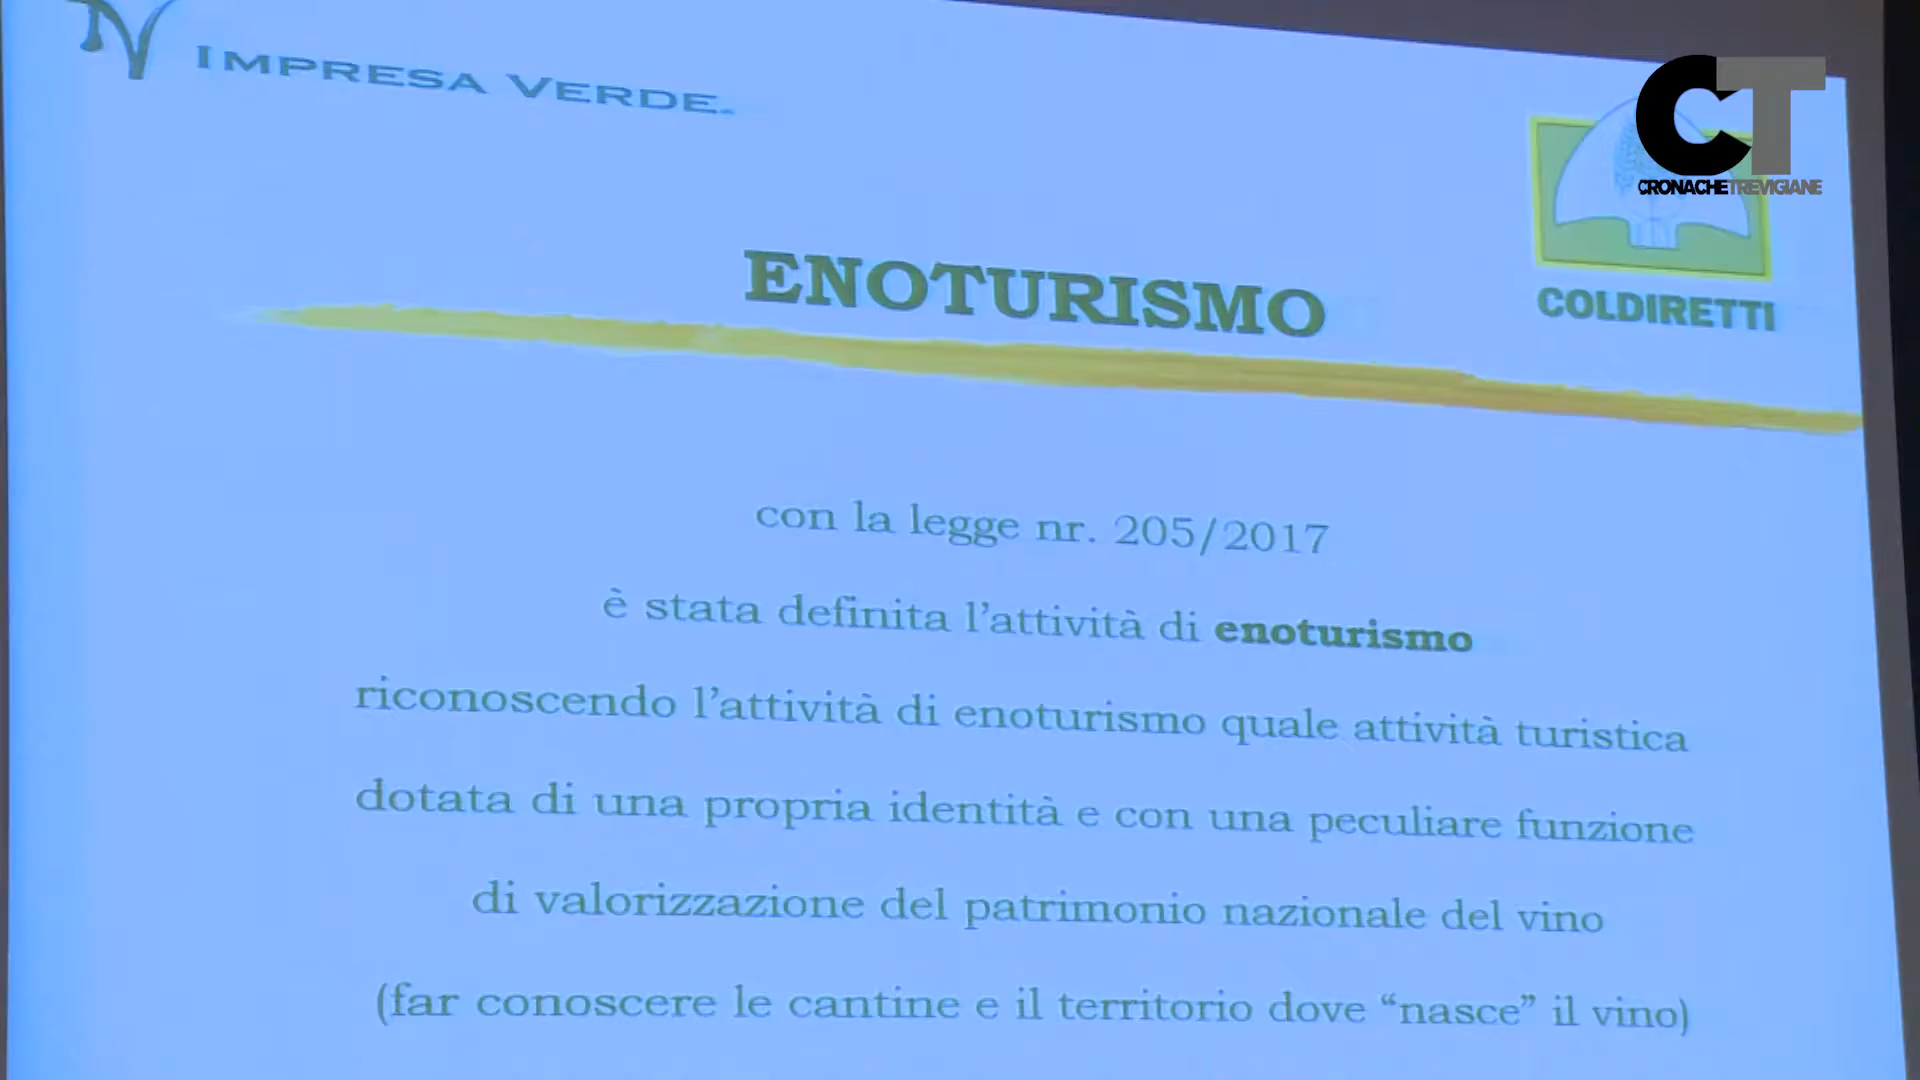 IMPRESA VERDE.
CT
CRONACHETREVIGIANE
COLDIRETTI
ENOTURISMO
con la legge nr. 205/2017
è stata definita l'attività di enoturismo
riconoscendo l'attività di enoturismo quale attività turistica
dotata di una propria identità e con una peculiare funzione
di valorizzazione del patrimonio nazionale del vino
(far conoscere le cantine e il territorio dove “nasce” il vino)